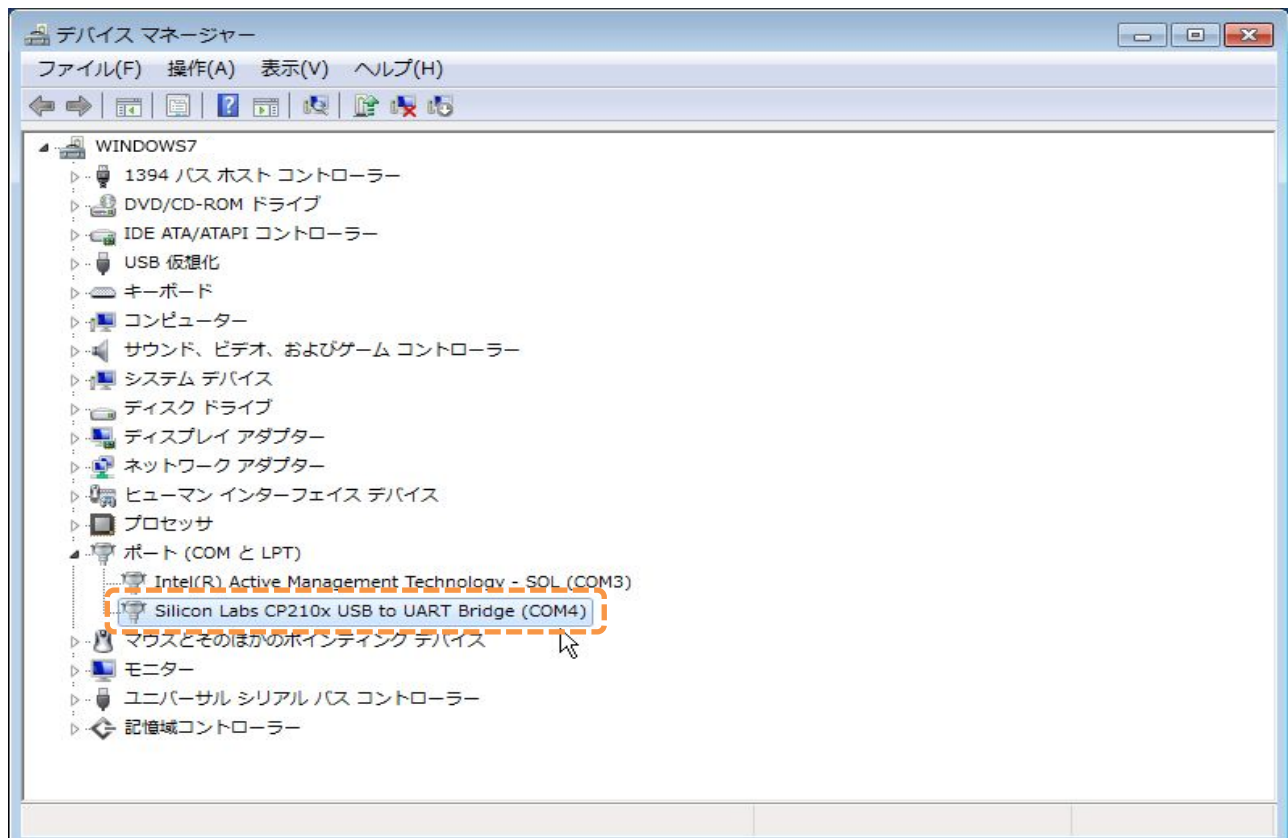 デバイス マネージャー
ファイル(F) 操作(A) 表示(V) ヘルプ(H)
WINDOWS7
1394 バス ホスト コントローラー
DVD/CD-ROM ドライブ
IDE ATA/ATAPI コントローラー
USB 仮想化
キーボード
コンピューター
サウンド、ビデオ、およびゲーム コントローラー
システム デバイス
ディスク ドライブ
ディスプレイ アダプター
ネットワーク アダプター
ヒューマン インターフェイス デバイス
プロセッサ
ポート (COM と LPT)
Intel(R) Active Management Technology - SOL (COM3)
Silicon Labs CP210x USB to UART Bridge (COM4)
マウスとそのほかのポインティング デバイス
モニター
ユニバーサル シリアル バス コントローラー
記憶域コントローラー